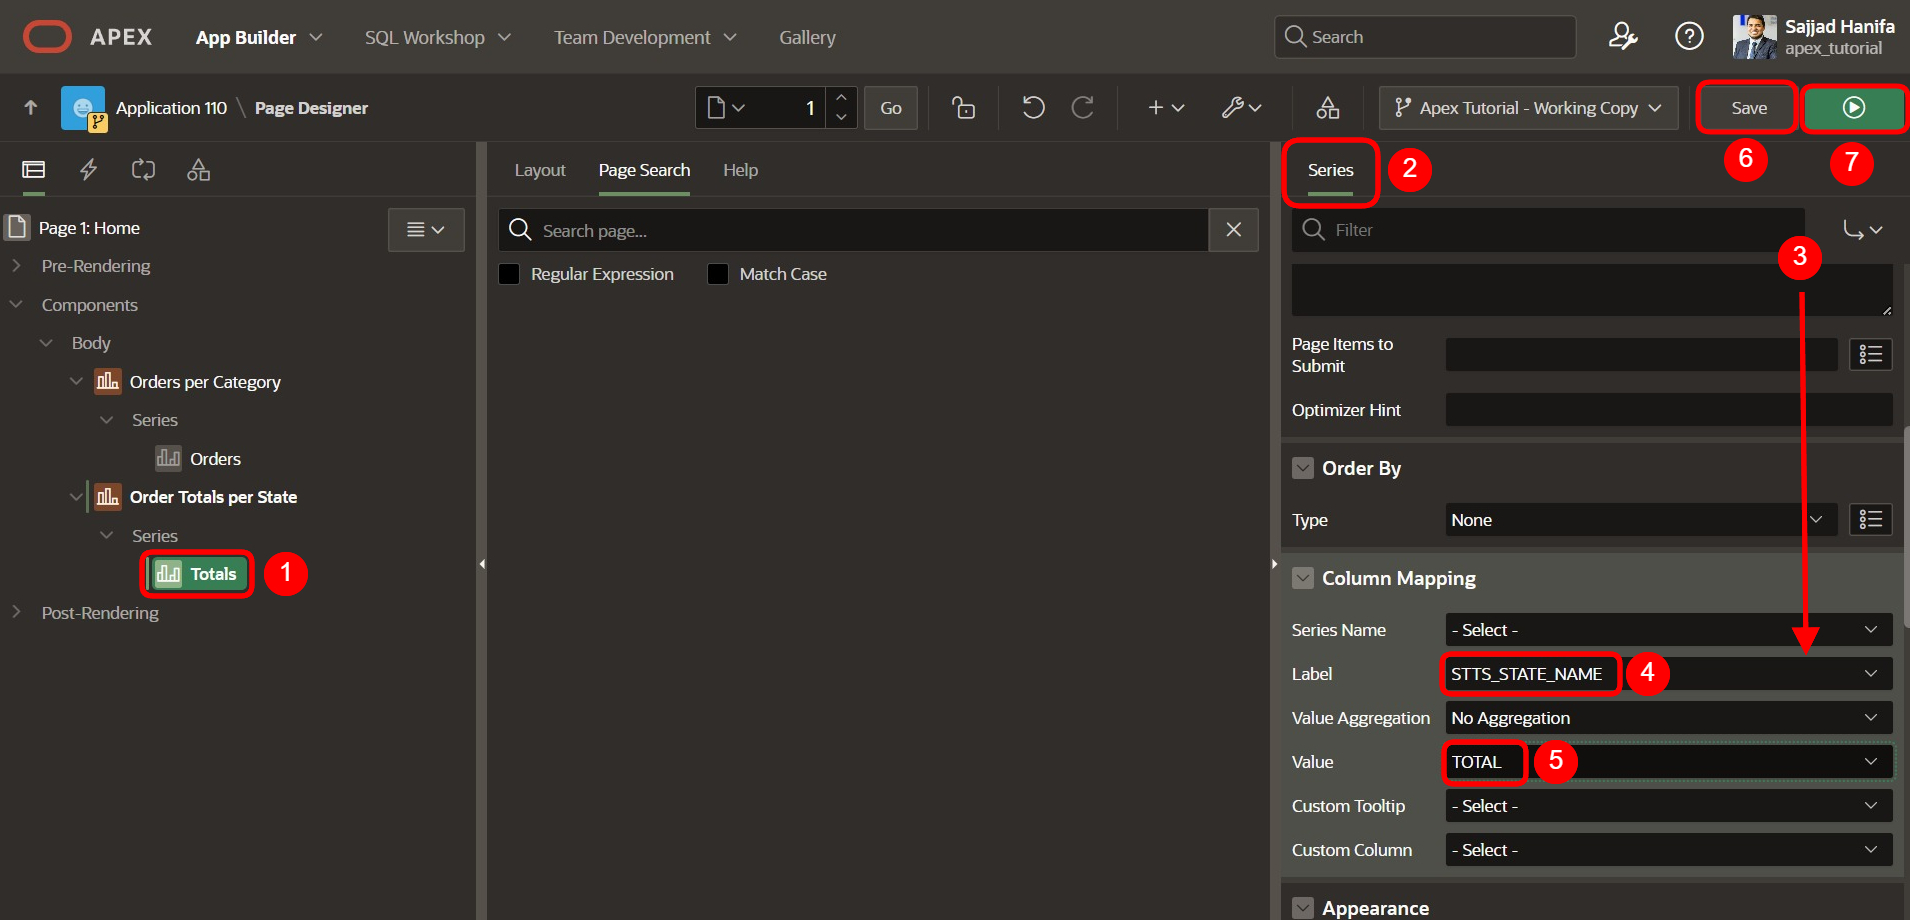 APEX App Builder SQL Workshop Team Development Gallery Search Sajjad Hanifa
apex_tutorial
Application 110 \ Page Designer 1 Go Apex Tutorial - Working Copy Save
6 7
Layout Page Search Help Series 2
Page 1: Home
Search page...
Filter
Pre-Rendering
Regular Expression Match Case
3
Components
Body
Page Items to
Submit
Orders per Category
Optimizer Hint
Series
Orders
Order By
Order Totals per State
Type None
Series
Totals 1
Column Mapping
Post-Rendering
Series Name - Select -
Label STTS_STATE_NAME 4
Value Aggregation No Aggregation
Value TOTAL 5
Custom Tooltip - Select -
Custom Column - Select -
Appearance